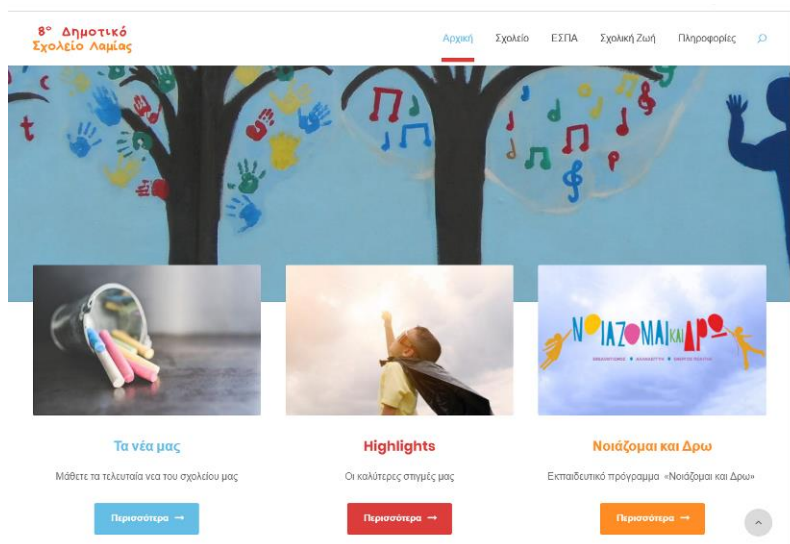 8° Δημοτικό
Σχολείο Λαμίας
Αρχική Σχολείο ΕΣΠΑ Σχολική Ζωή Πληροφορίες
t
ΝΟΙΑΖΟΜΑΙ ΚΑΙ ΔΡΩ
Τα νέα μας
Highlights
Νοιάζομαι και Δρω
Μάθετε τα τελευταία νεα του σχολείου μας
Οι καλύτερες στιγμές μας
Εκπαιδευτικό πρόγραμμα «Νοιάζομαι και Δρω»
Περισσότερα →
Περισσότερα →
Περισσότερα →